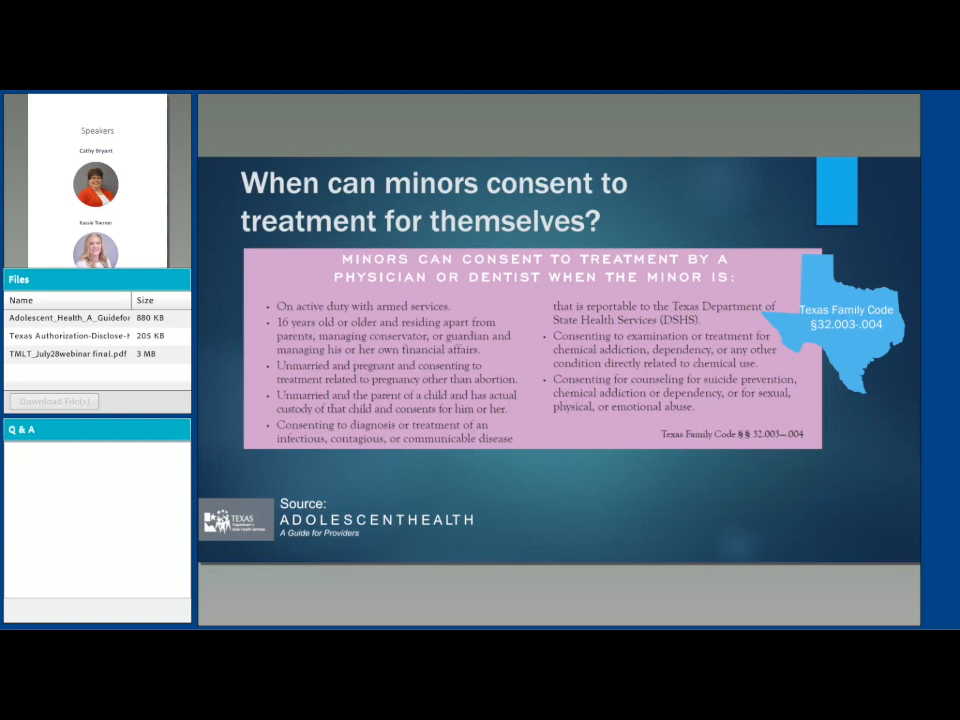 Speakers
Cathy Bryant
Kassie Toerner
Files
Name Size
Adolescent_Health_A_Guidefor 880 KB
Texas Authorization-Disclose-H 205 KB
TMLT_July28webinar final.pdf 3 MB
Download File(s)
Q & A
When can minors consent to
treatment for themselves?
MINORS CAN CONSENT TO TREATMENT BY A
PHYSICIAN OR DENTIST WHEN THE MINOR IS:
• On active duty with armed services.
• 16 years old or older and residing apart from
parents, managing conservator, or guardian and
managing his or her own financial affairs.
• Unmarried and pregnant and consenting to
treatment related to pregnancy other than abortion.
• Unmarried and the parent of a child and has actual
custody of that child and consents for him or her.
• Consenting to diagnosis or treatment of an
infectious, contagious, or communicable disease
that is reportable to the Texas Department of
State Health Services (DSHS).
• Consenting to examination or treatment for
chemical addiction, dependency, or any other
condition directly related to chemical use.
• Consenting for counseling for suicide prevention,
chemical addiction or dependency, or for sexual,
physical, or emotional abuse.
Texas Family Code §§ 32.003—.004
Texas Family Code
§32.003-.004
TEXAS
Department of
State Health Services
Source:
ADOLESCENTHEALTH
A Guide for Providers